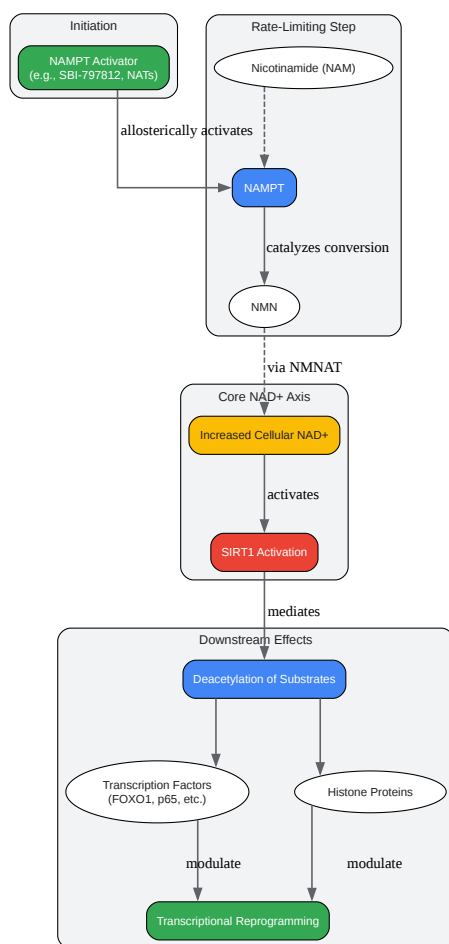 Initiation
NAMPT Activator
(e.g., SBI-797812, NATs)
Rate-Limiting Step
Nicotinamide (NAM)
allosterically activates
NAMPT
catalyzes conversion
NMN
via NMNAT
Core NAD+ Axis
Increased Cellular NAD+
activates
SIRT1 Activation
mediates
Downstream Effects
Deacetylation of Substrates
Transcription Factors
(FOXO1, p65, etc.)
Histone Proteins
modulate
modulate
Transcriptional Reprogramming